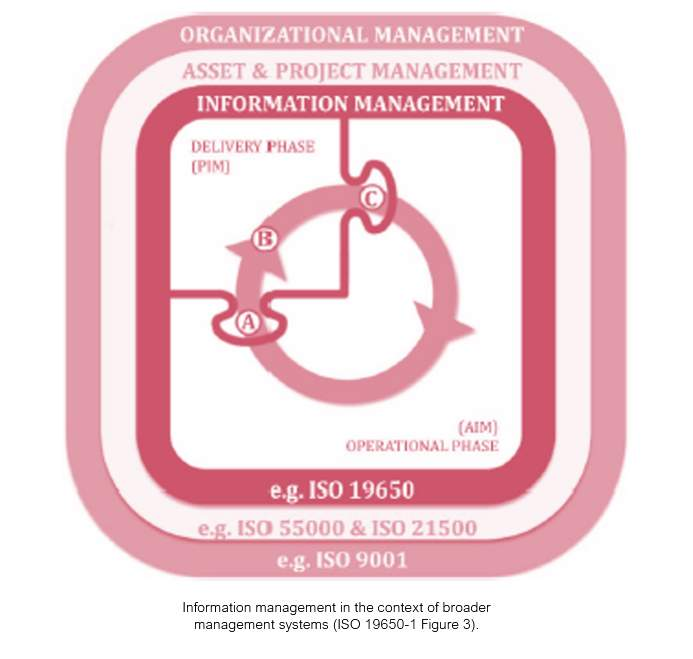 ORGANIZATIONAL MANAGEMENT
ASSET & PROJECT MANAGEMENT
INFORMATION MANAGEMENT
DELIVERY PHASE
(PIM)
C
B
A
(AIM)
OPERATIONAL PHASE
e.g. ISO 19650
e.g. ISO 55000 & ISO 21500
e.g. ISO 9001
Information management in the context of broader
management systems (ISO 19650-1 Figure 3).